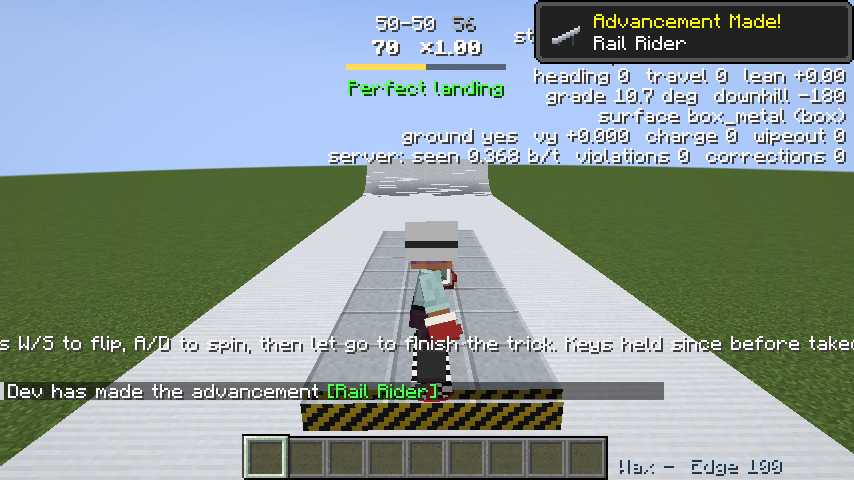 50-50 56
70 ×1.00
Perfect landing
st
Advancement Made!
Rail Rider
heading 0 travel 0 lean +0.00
grade 10.7 deg downhill -180
surface box_metal (box)
ground yes vy +0.000 charge 0 wipeout 0
server: seen 0.368 b/t violations 0 corrections 0
s W/S to flip, A/D to spin, then let go to finish the trick. Keys held since before takeo
Dev has made the advancement [Rail Rider]
Wax - Edge 100